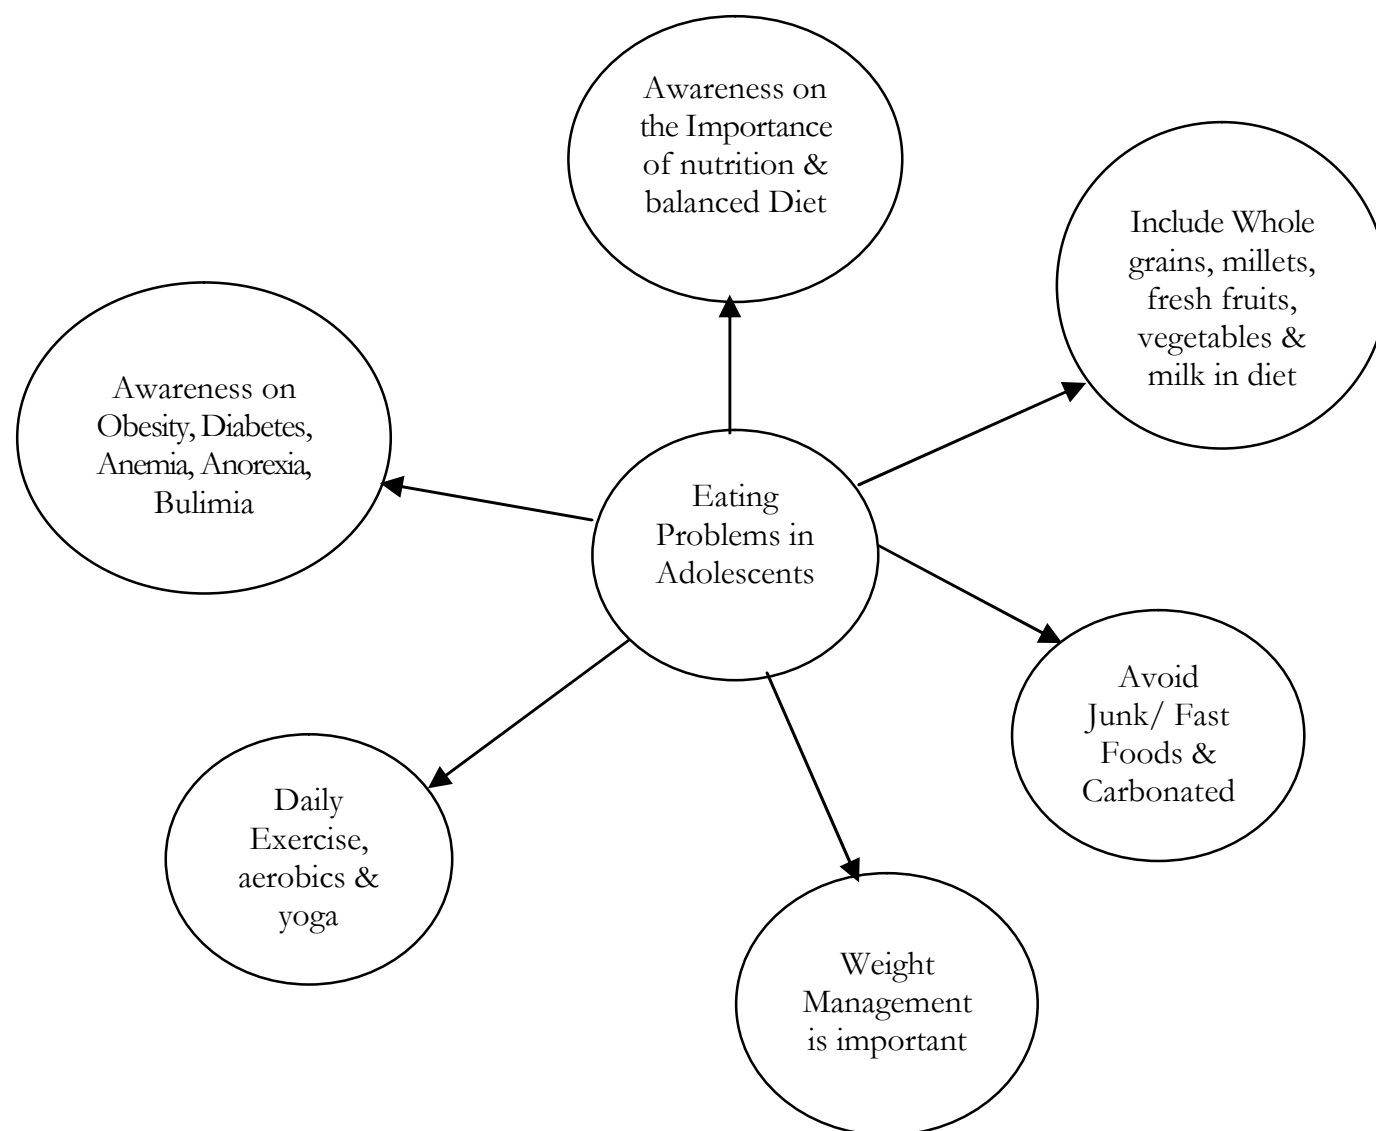 Awareness on
the Importance
of nutrition &
balanced Diet
Include Whole
grains, millets,
fresh fruits,
vegetables &
milk in diet
Awareness on
Obesity, Diabetes,
Anemia, Anorexia,
Bulimia
Eating
Problems in
Adolescents
Avoid
Junk/ Fast
Foods &
Carbonated
Daily
Exercise,
aerobics &
yoga
Weight
Management
is important